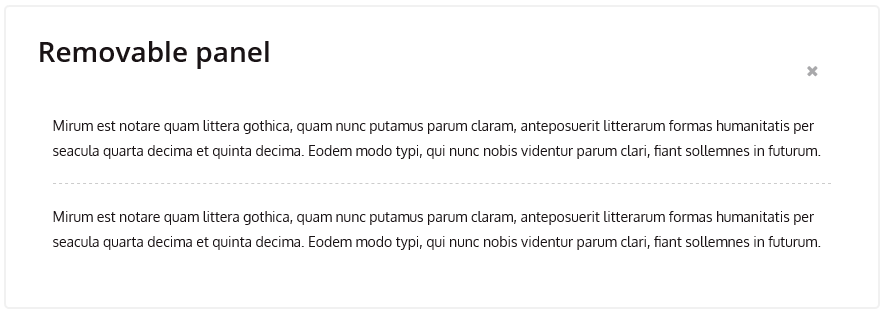 Removable panel
Mirum est notare quam littera gothica, quam nunc putamus parum claram, anteposuerit litterarum formas humanitatis per
seacula quarta decima et quinta decima. Eodem modo typi, qui nunc nobis videntur parum clari, fiant sollemnes in futurum.
Mirum est notare quam littera gothica, quam nunc putamus parum claram, anteposuerit litterarum formas humanitatis per
seacula quarta decima et quinta decima. Eodem modo typi, qui nunc nobis videntur parum clari, fiant sollemnes in futurum.